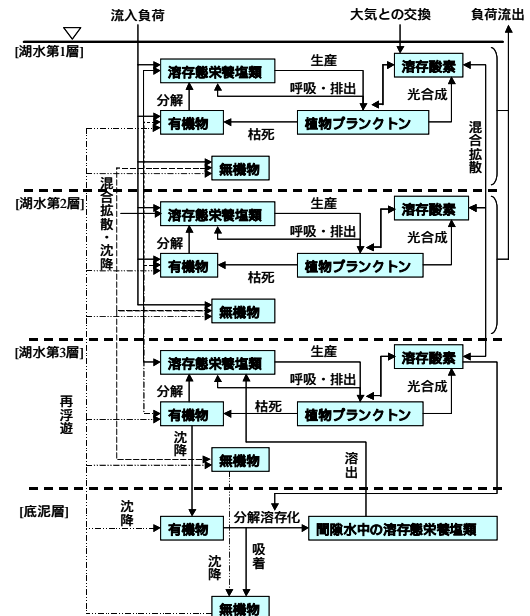 流入負荷
大気との交換
負荷流出
[湖水第1層]
溶存態栄養塩類
生産
溶存酸素
呼吸・排出
分解
光合成
有機物
植物プランクトン
枯死
混合拡散
無機物
混合拡散・沈降
[湖水第2層]
溶存態栄養塩類
生産
溶存酸素
呼吸・排出
分解
光合成
有機物
植物プランクトン
枯死
無機物
[湖水第3層]
溶存態栄養塩類
生産
溶存酸素
呼吸・排出
分解
光合成
再浮遊
有機物
枯死
植物プランクトン
沈降
無機物
溶出
[底泥層]
沈降
分解溶存化
有機物
間隙水中の溶存態栄養塩類
吸着
沈降
無機物